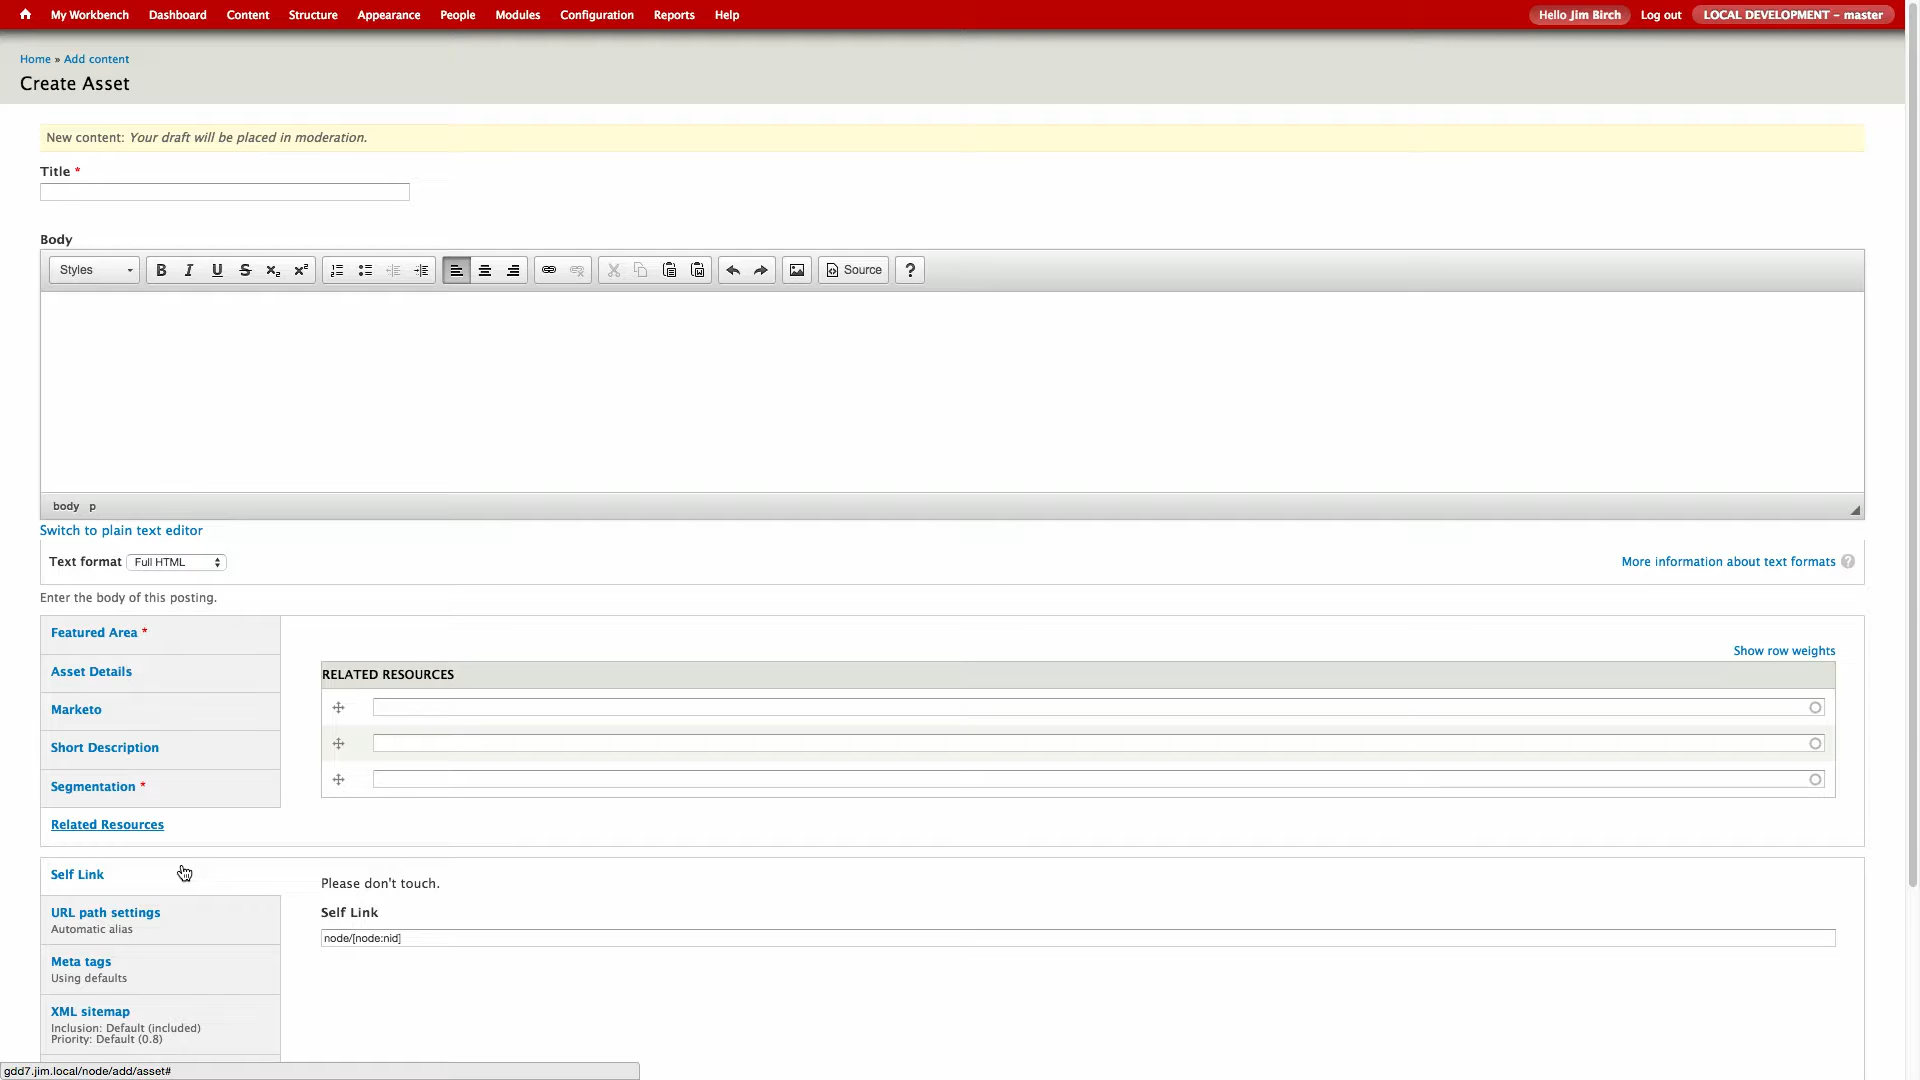 My Workbench Dashboard Content Structure Appearance People Modules Configuration Reports Help Hello Jim Birch Log out LOCAL DEVELOPMENT - master
Home » Add content
Create Asset
New content: Your draft will be placed in moderation.
Title *
Body
Styles B I U S x₂ x² Source ?
body p
Switch to plain text editor
Text format Full HTML More information about text formats ?
Enter the body of this posting.
Featured Area *
Show row weights
Asset Details
RELATED RESOURCES
Marketo
Short Description
Segmentation *
Related Resources
Self Link
Please don't touch.
URL path settings
Self Link
Automatic alias
node/[node:nid]
Meta tags
Using defaults
XML sitemap
Inclusion: Default (included)
Priority: Default (0.8)
gdd7.jim.local/node/add/asset#